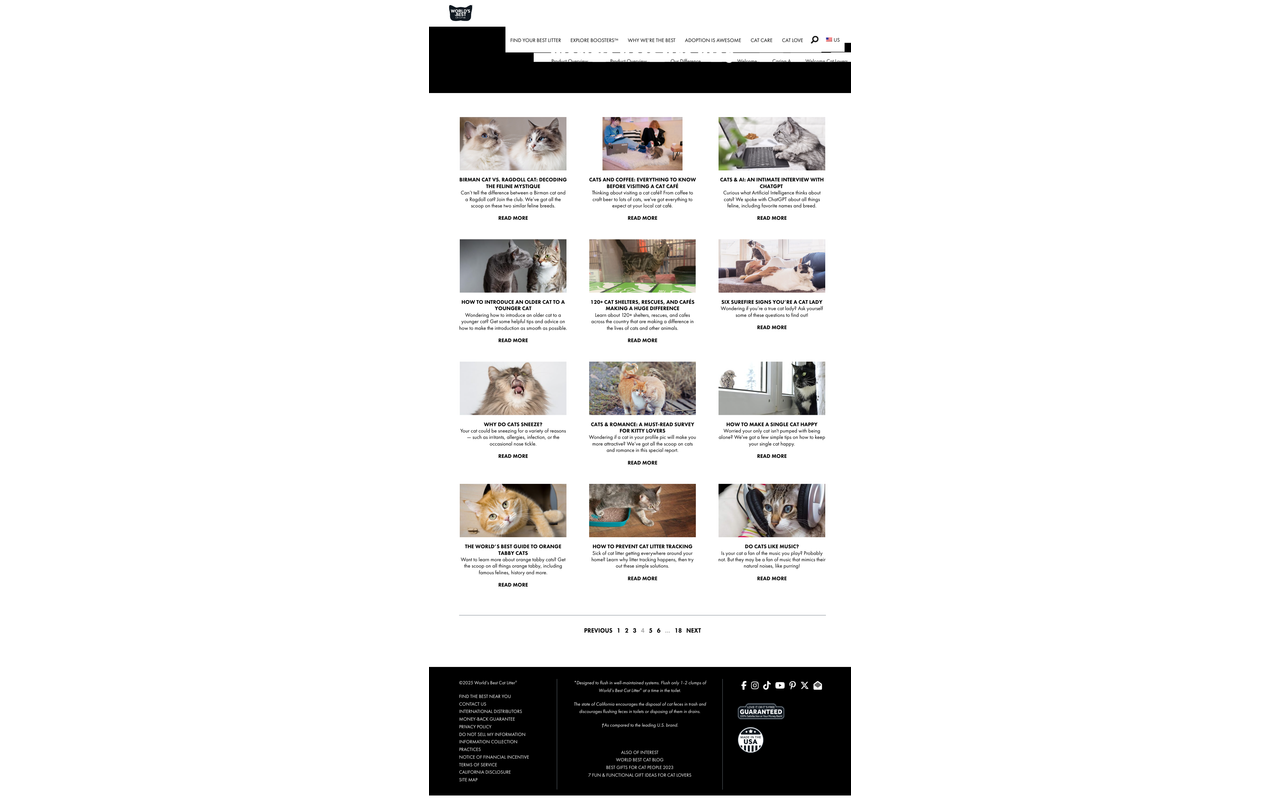 WORLD'S
BEST
FIND YOUR BEST LITTER EXPLORE BOOSTERS™ WHY WE'RE THE BEST ADOPTION IS AWESOME CAT CARE CAT LOVE US
BIRMAN CAT VS. RAGDOLL CAT: DECODING
THE FELINE MYSTIQUE
Can't tell the difference between a Birman cat and
a Ragdoll cat? Join the club. We've got all the
scoop on these two similar feline breeds.
READ MORE
CATS AND COFFEE: EVERYTHING TO KNOW
BEFORE VISITING A CAT CAFÉ
Thinking about visiting a cat café? From coffee to
craft beer to lots of cats, we've got everything to
expect at your local cat café.
READ MORE
CATS & AI: AN INTIMATE INTERVIEW WITH
CHATGPT
Curious what Artificial Intelligence thinks about
cats? We spoke with ChatGPT about all things
feline, including favorite names and breed.
READ MORE
HOW TO INTRODUCE AN OLDER CAT TO A
YOUNGER CAT
Wondering how to introduce an older cat to a
younger cat? Get some helpful tips and advice on
how to make the introduction as smooth as possible.
READ MORE
120+ CAT SHELTERS, RESCUES, AND CAFÉS
MAKING A HUGE DIFFERENCE
Learn about 120+ shelters, rescues, and cafes
across the country that are making a difference in
the lives of cats and other animals.
READ MORE
SIX SUREFIRE SIGNS YOU'RE A CAT LADY
Wondering if you're a true cat lady? Ask yourself
some of these questions to find out!
READ MORE
WHY DO CATS SNEEZE?
Your cat could be sneezing for a variety of reasons
— such as irritants, allergies, infection, or the
occasional nose tickle.
READ MORE
CATS & ROMANCE: A MUST-READ SURVEY
FOR KITTY LOVERS
Wondering if a cat in your profile pic will make you
more attractive? We've got all the scoop on cats
and romance in this special report.
READ MORE
HOW TO MAKE A SINGLE CAT HAPPY
Worried your only cat isn't pumped with being
alone? We've got a few simple tips on how to keep
your single cat happy.
READ MORE
THE WORLD'S BEST GUIDE TO ORANGE
TABBY CATS
Want to learn more about orange tabby cats? Get
the scoop on all things orange tabby, including
famous felines, history and more.
READ MORE
HOW TO PREVENT CAT LITTER TRACKING
Sick of cat litter getting everywhere around your
home? Learn why litter tracking happens, then try
out these simple solutions.
READ MORE
DO CATS LIKE MUSIC?
Is your cat a fan of the music you play? Probably
not. But they may be a fan of music that mimics their
natural noises, like purring!
READ MORE
PREVIOUS 1 2 3 4 5 6 … 18 NEXT
©2025 World's Best Cat Litter™
FIND THE BEST NEAR YOU
CONTACT US
INTERNATIONAL DISTRIBUTORS
MONEY-BACK GUARANTEE
PRIVACY POLICY
DO NOT SELL MY INFORMATION
INFORMATION COLLECTION
PRACTICES
NOTICE OF FINANCIAL INCENTIVE
TERMS OF SERVICE
CALIFORNIA DISCLOSURE
SITE MAP
*Designed to flush in well-maintained systems. Flush only 1-2 clumps of
World's Best Cat Litter™ at a time in the toilet.
The state of California encourages the disposal of cat feces in trash and
discourages flushing feces in toilets or disposing of them in drains.
†As compared to the leading U.S. brand.
ALSO OF INTEREST
WORLD BEST CAT BLOG
BEST GIFTS FOR CAT PEOPLE 2023
7 FUN & FUNCTIONAL GIFT IDEAS FOR CAT LOVERS
GUARANTEED
MADE IN THE
USA